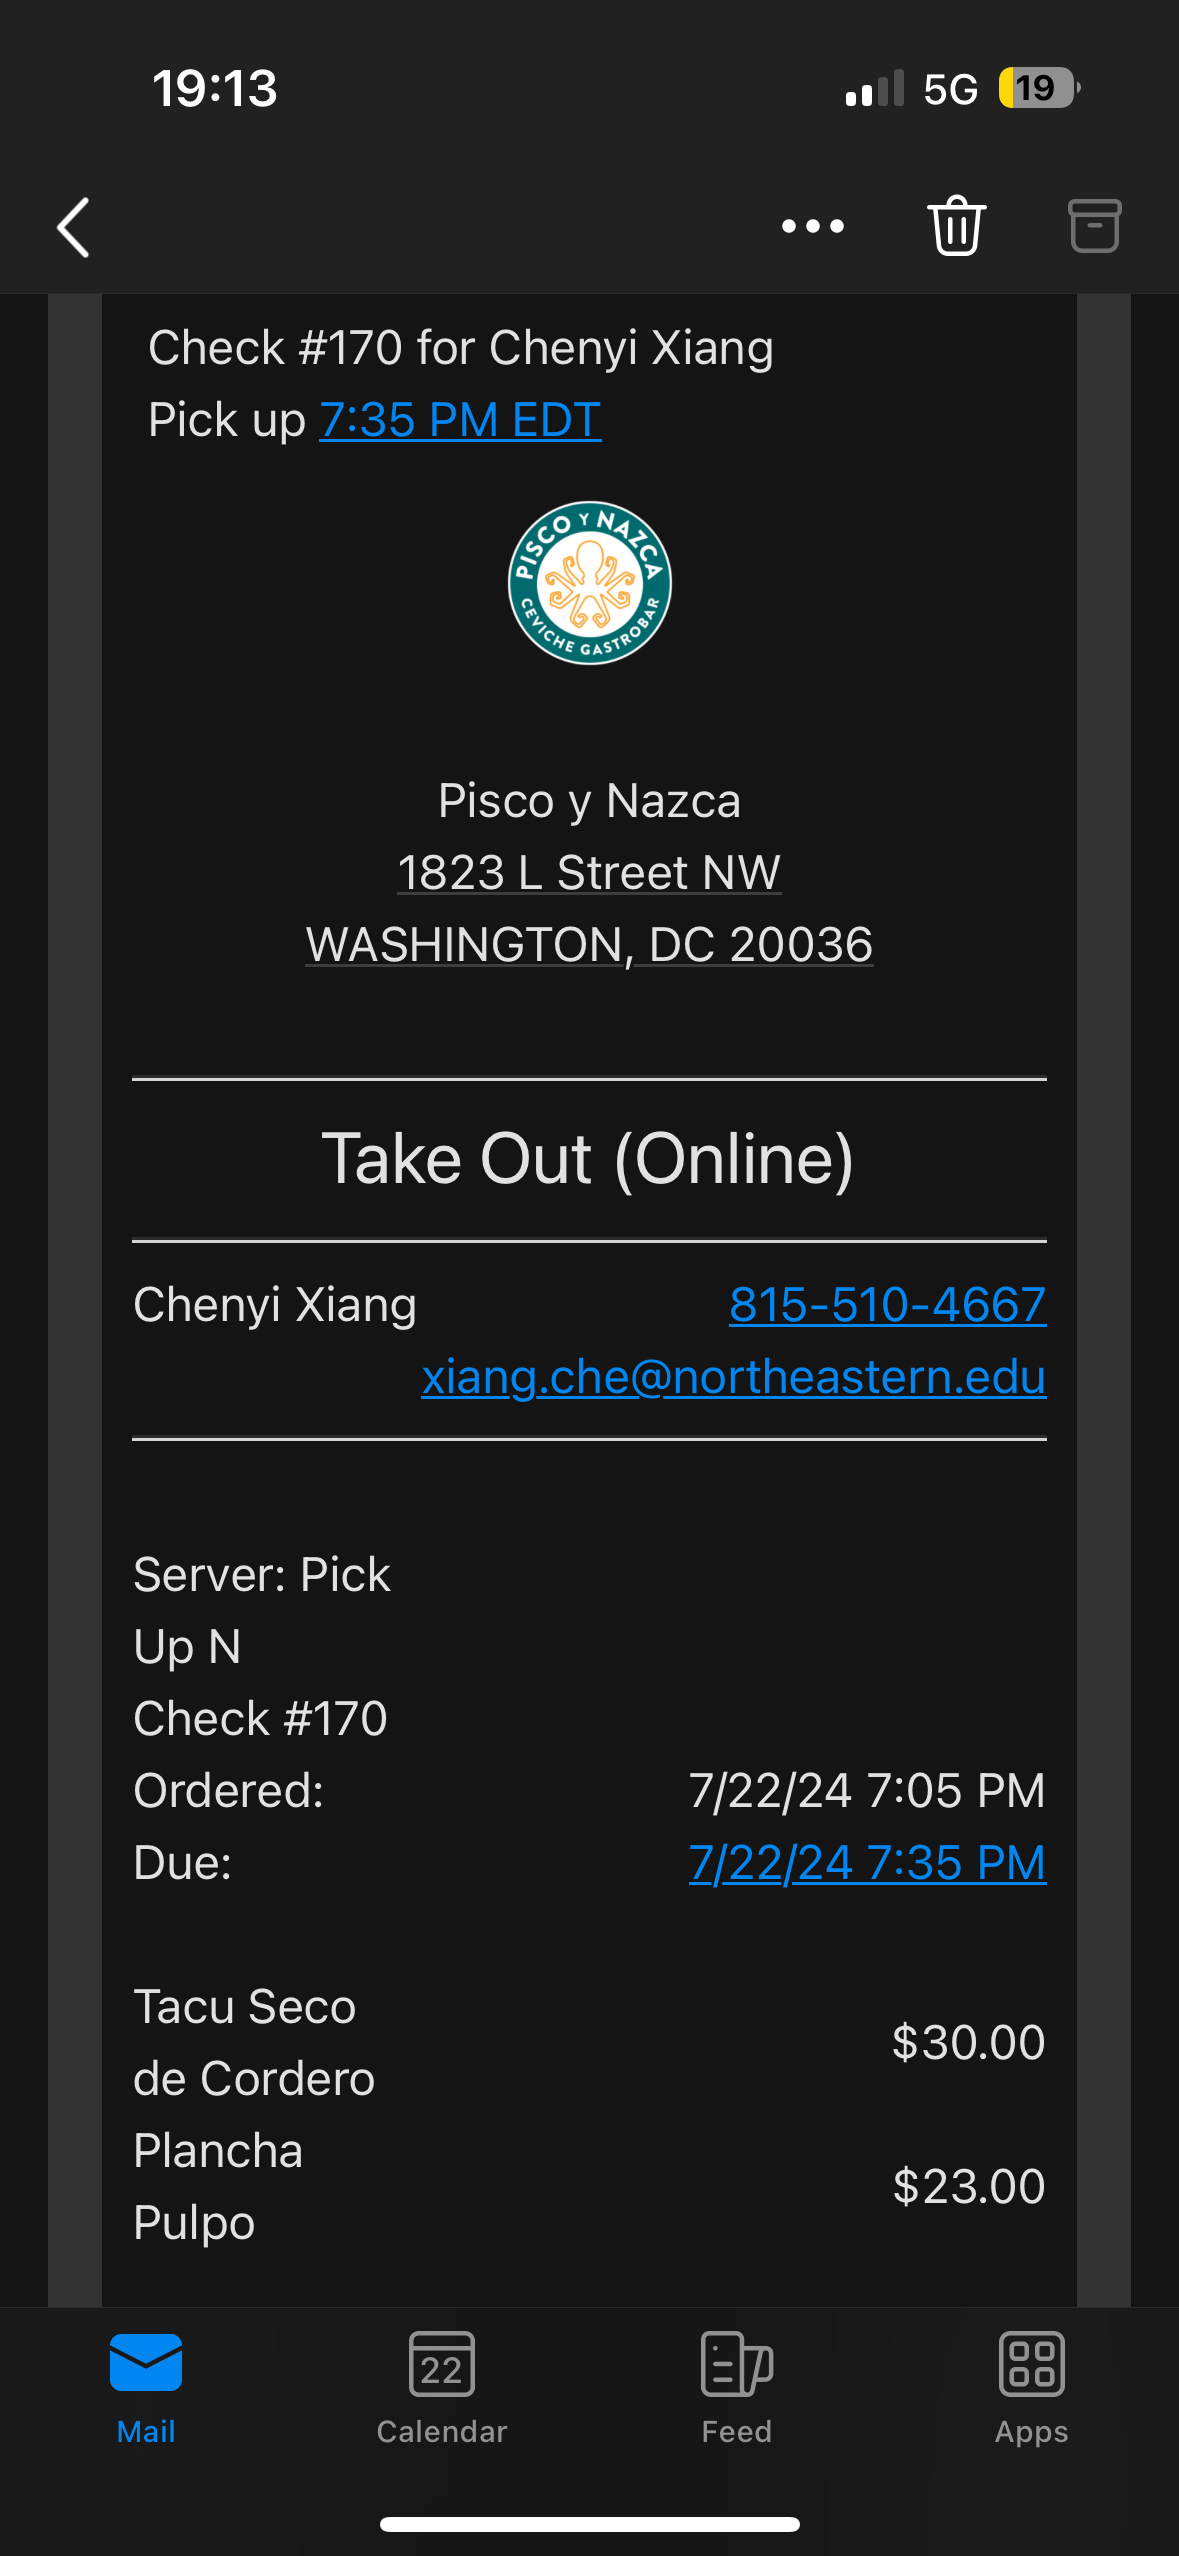 19:13
5G
19
Check #170 for Chenyi Xiang
Pick up 7:35 PM EDT
PISCO Y NAZCA
CEVICHE GASTROBAR
Pisco y Nazca
1823 L Street NW
WASHINGTON, DC 20036
Take Out (Online)
Chenyi Xiang 815-510-4667
xiang.che@northeastern.edu
Server: Pick
Up N
Check #170
Ordered: 7/22/24 7:05 PM
Due: 7/22/24 7:35 PM
Tacu Seco
de Cordero $30.00
Plancha
Pulpo $23.00
22
Mail Calendar Feed Apps